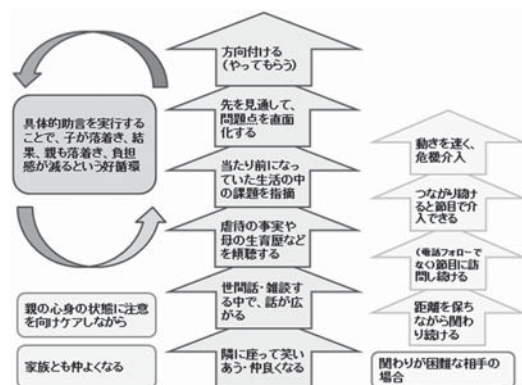 方向付ける
(やってもらう)
先を見通して、
問題点を直面
化する
当たり前になっ
ていた生活の中
の課題を指摘
虐待の事実や
母の生育歴などを
傾聴する
世間話・雑談す
る中で、話が広
がる
隣に座って笑い
あう・仲良くなる
具体的助言を実行する
ことで、子が落着き、結
果、親も落着き、負担
感が減るという好循環
親の心身の状態に注意
を向けケアしながら
家族とも仲よくなる
動きを速く、
危機介入
つながり続け
ると節目で介
入できる
(電話フォローで
なく)節目に訪
問し続ける
距離を保ち
ながら関わ
り続ける
関わりが困難な相手の
場合